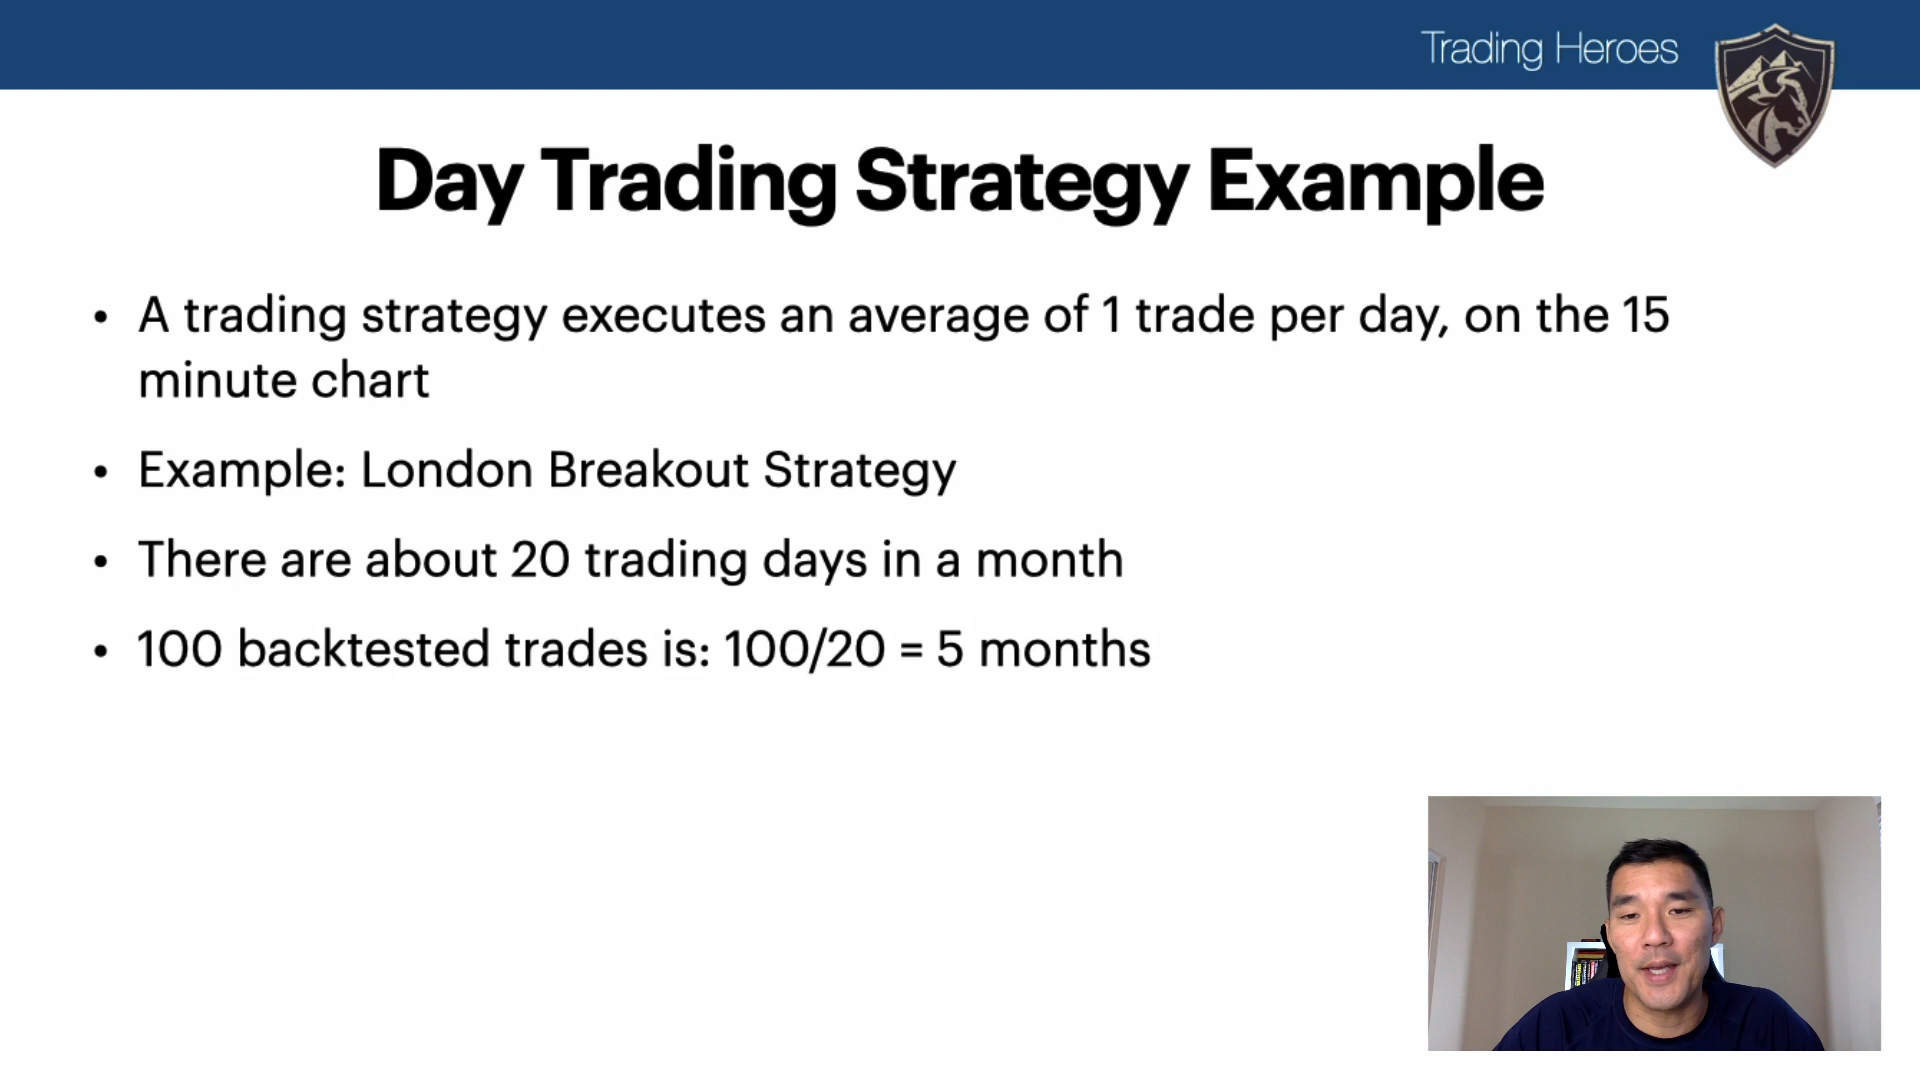 Trading Heroes
Day Trading Strategy Example
• A trading strategy executes an average of 1 trade per day, on the 15
minute chart
• Example: London Breakout Strategy
• There are about 20 trading days in a month
• 100 backtested trades is: 100/20 = 5 months